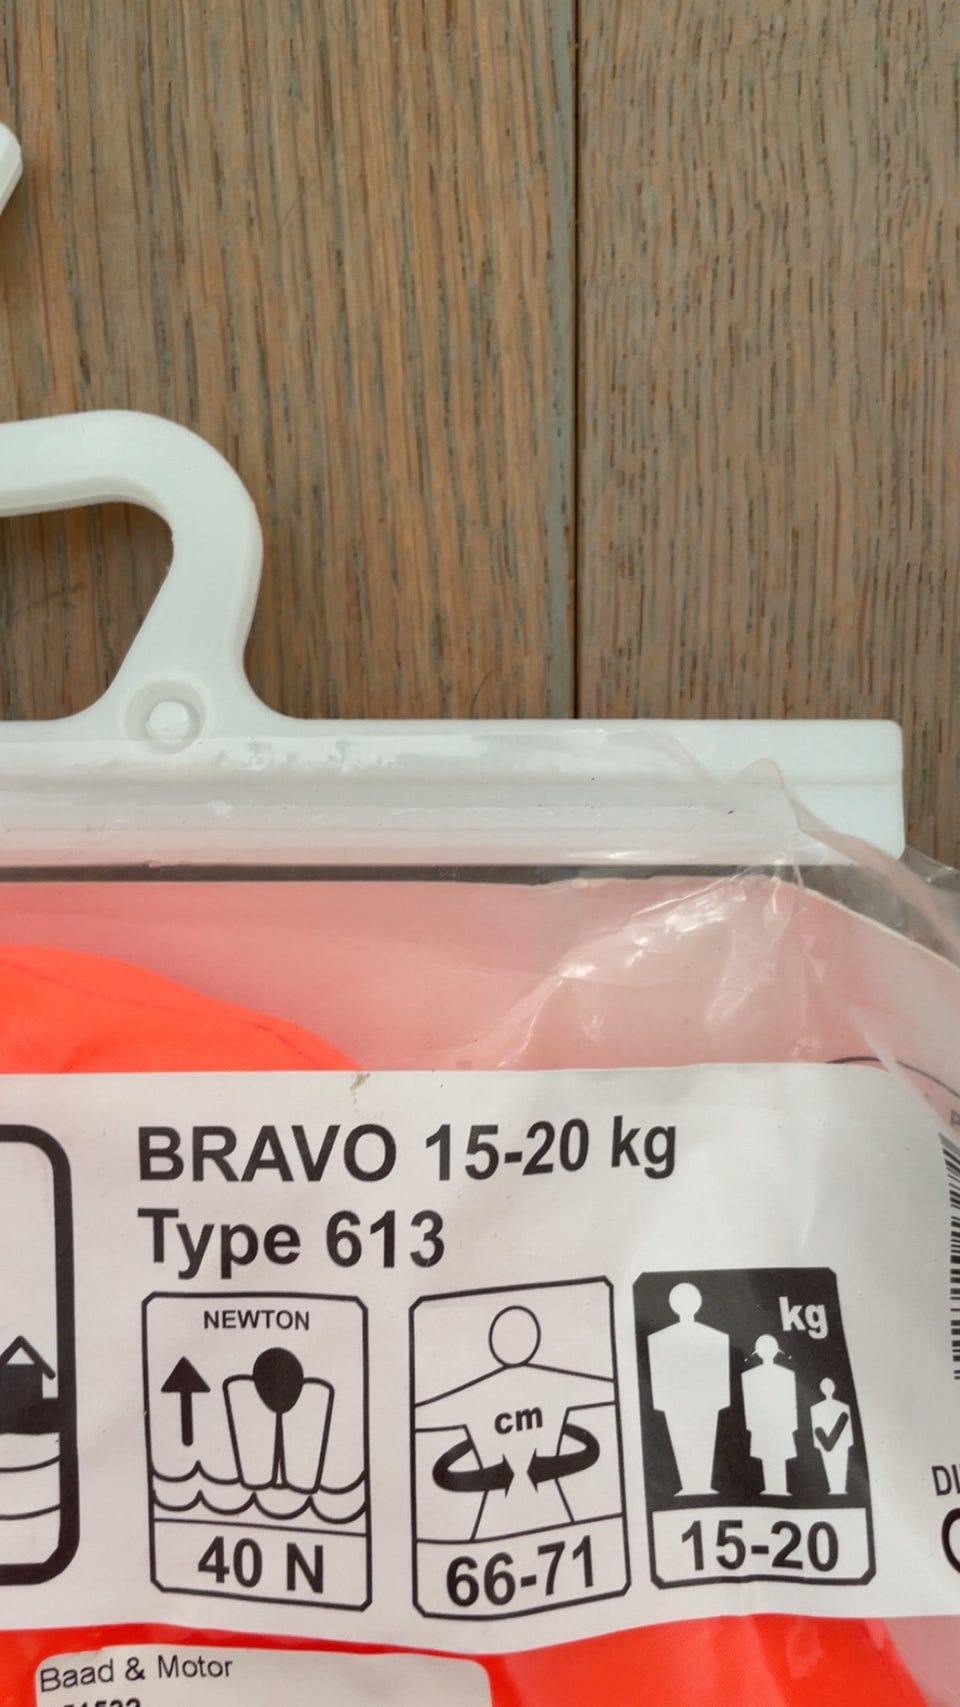 BRAVO 15-20 kg
Type 613
NEWTON
40 N
cm
66-71
kg
15-20
Baad & Motor